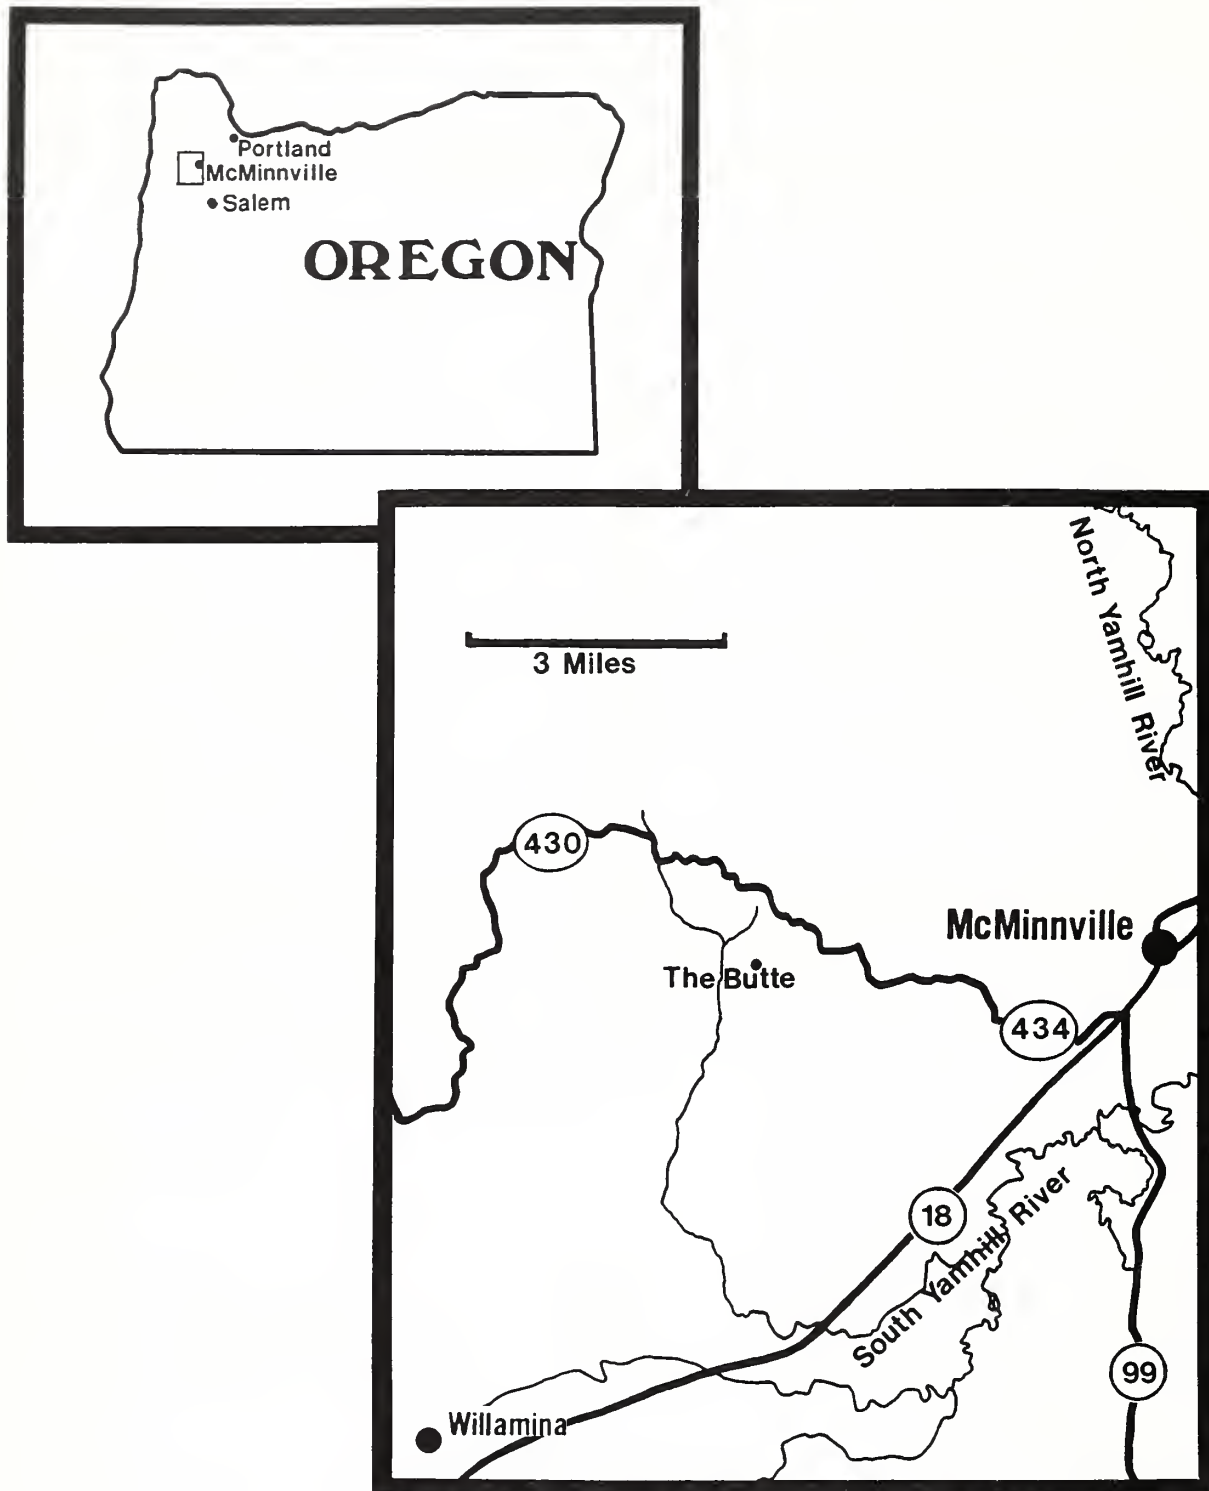 Portland
McMinnville
Salem
OREGON
North Yamhill River
3 Miles
430
McMinnville
The Butte
434
18
South Yamhill River
99
Willamina